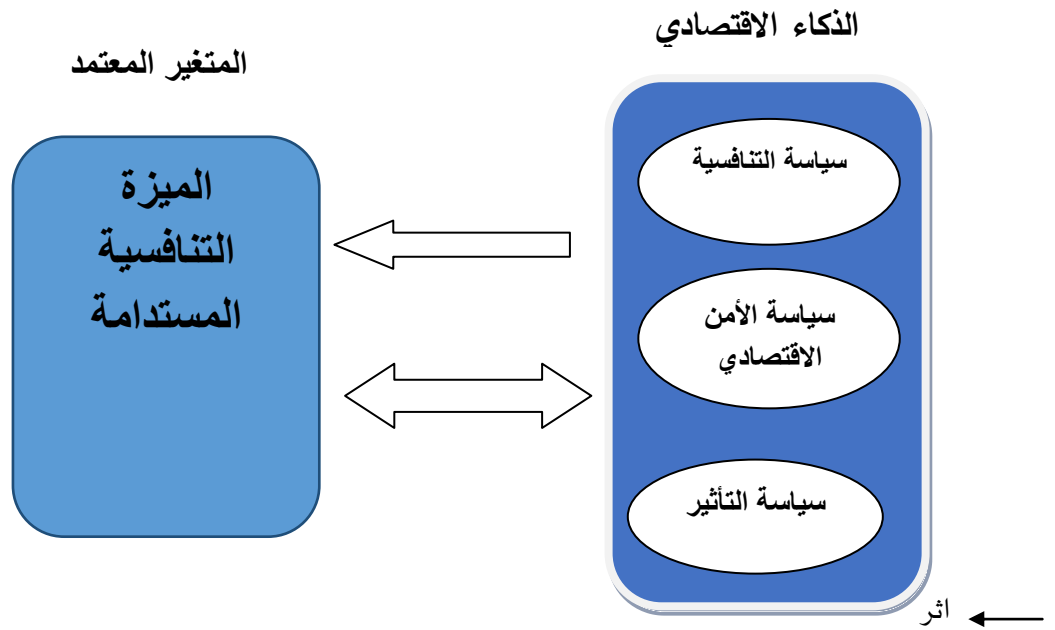 الذكاء الاقتصادي
سياسة التنافسية
سياسة الأمن
الاقتصادي
سياسة التأثير
المتغير المعتمد
الميزة
التنافسية
المستدامة
اثر